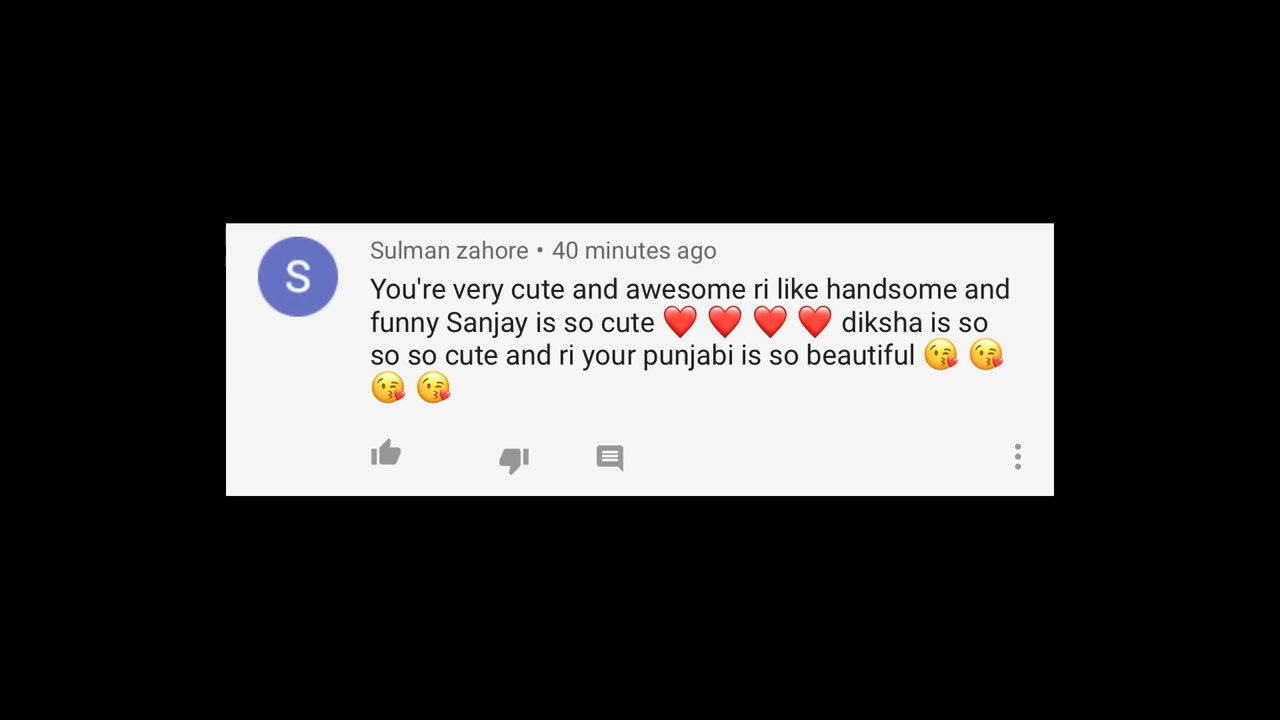 S
Sulman zahore • 40 minutes ago
You're very cute and awesome ri like handsome and
funny Sanjay is so cute ❤️ ❤️ ❤️ ❤️ diksha is so
so so cute and ri your punjabi is so beautiful 😘 😘
😘 😘